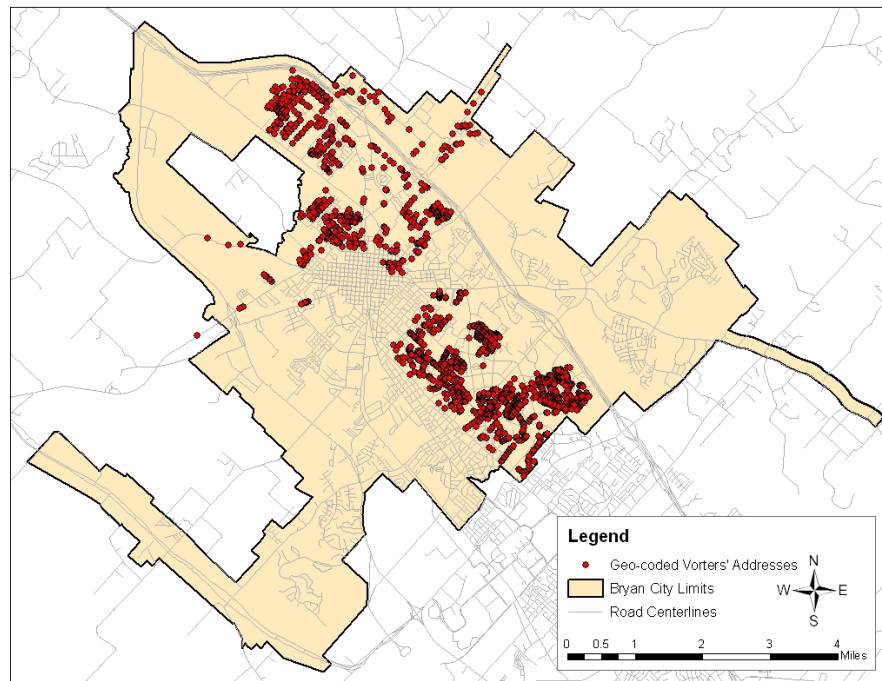 Legend
Geo-coded Vorters' Addresses
Bryan City Limits
Road Centerlines
N
W E
S
0 0.5 1 2 3 4
Miles